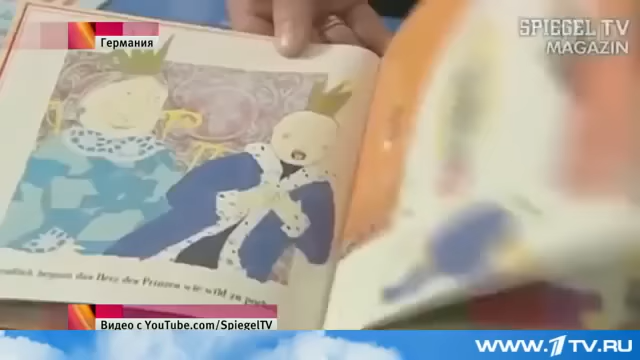 Германия
SPIEGEL TV
MAGAZIN
begann das Herz des Prinzen wie wild zu
Видео с YouTube.com/SpiegelTV
WWW.1TV.RU